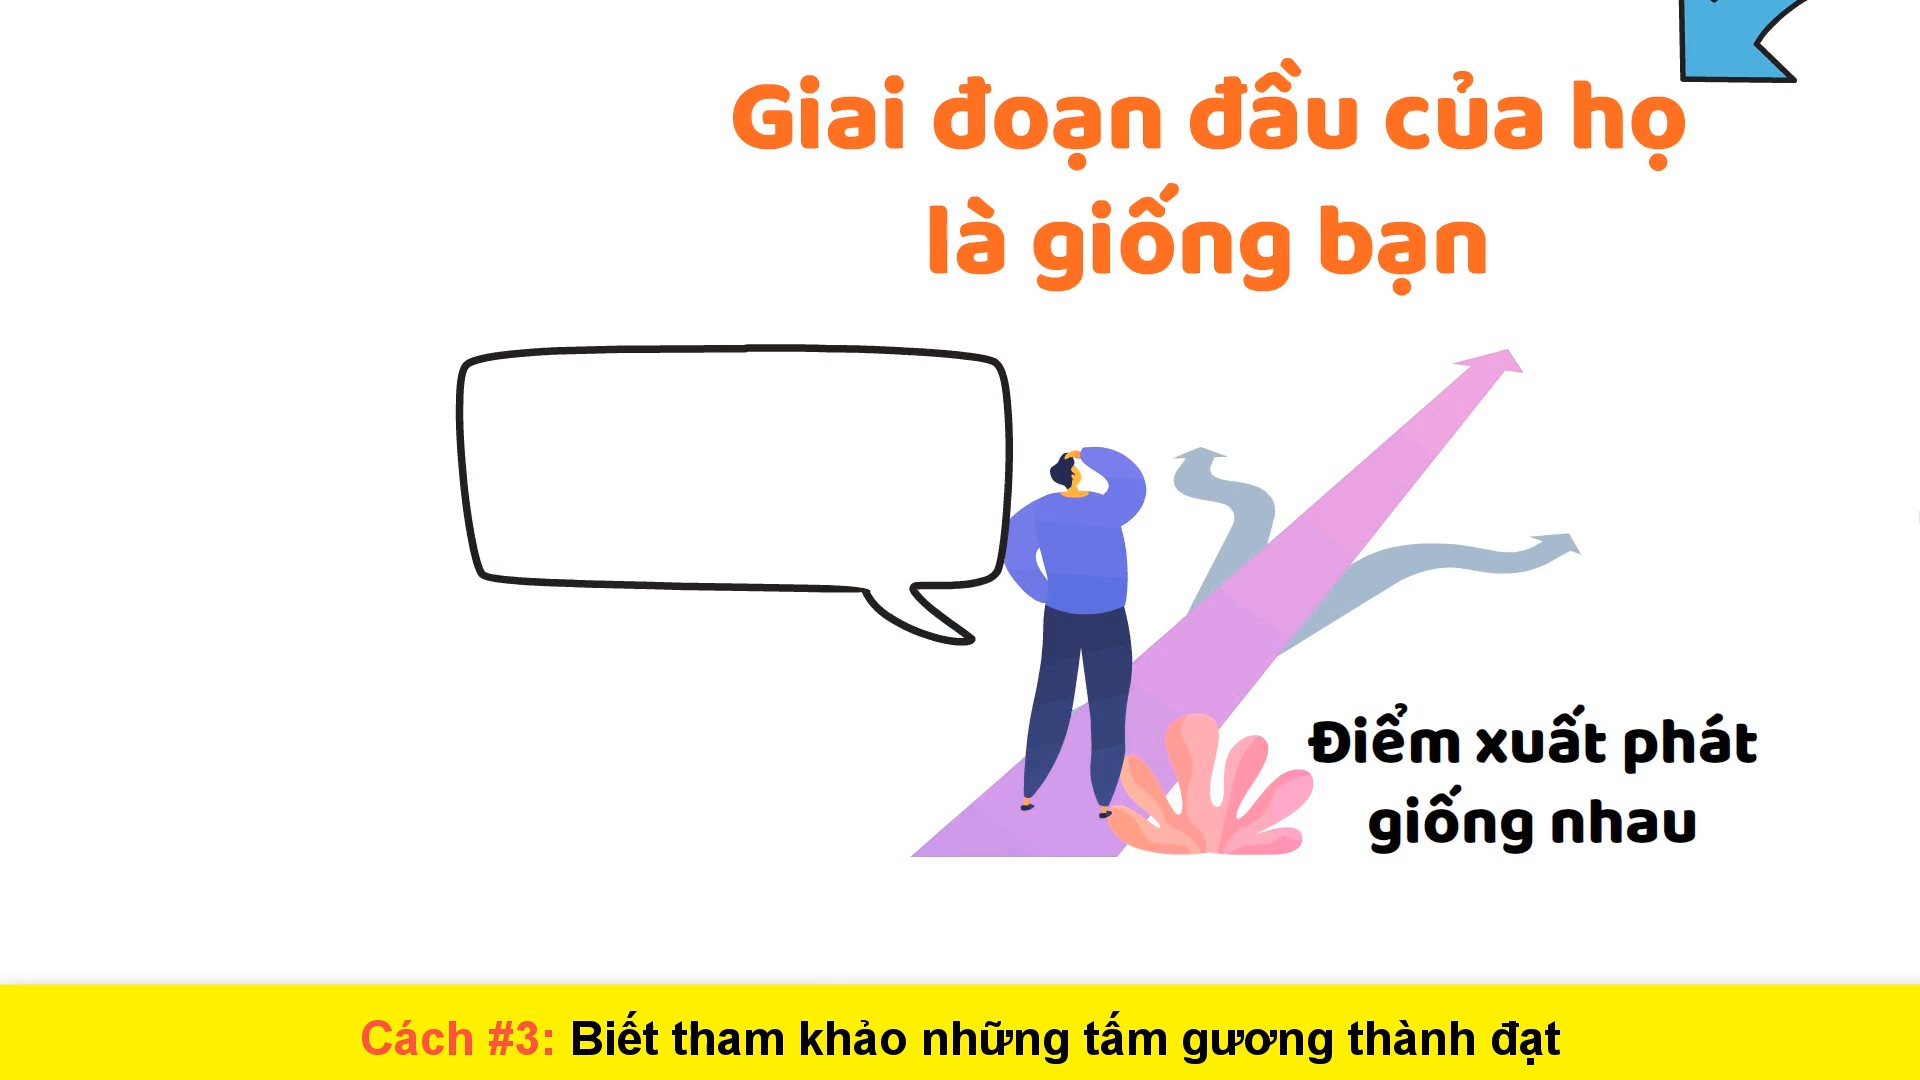 Giai đoạn đầu của họ
là giống bạn
Điểm xuất phát
giống nhau
Cách #3: Biết tham khảo những tấm gương thành đạt